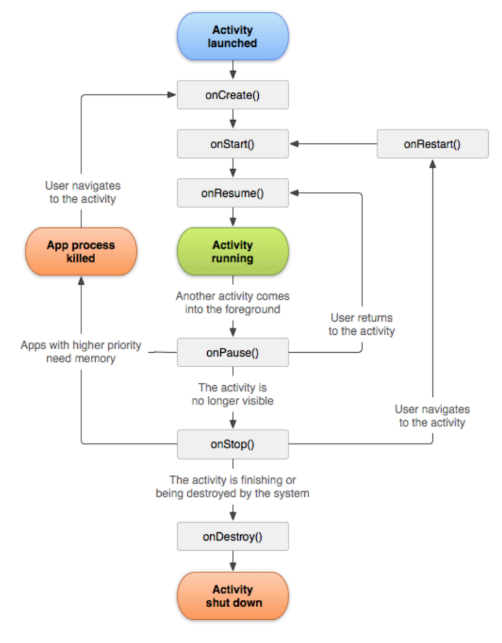 Activity
launched
onCreate()
onStart()
onRestart()
User navigates
to the activity
onResume()
App process
killed
Activity
running
Another activity comes
into the foreground
User returns
to the activity
Apps with higher priority
need memory
onPause()
The activity is
no longer visible
User navigates
to the activity
onStop()
The activity is finishing or
being destroyed by the system
onDestroy()
Activity
shut down